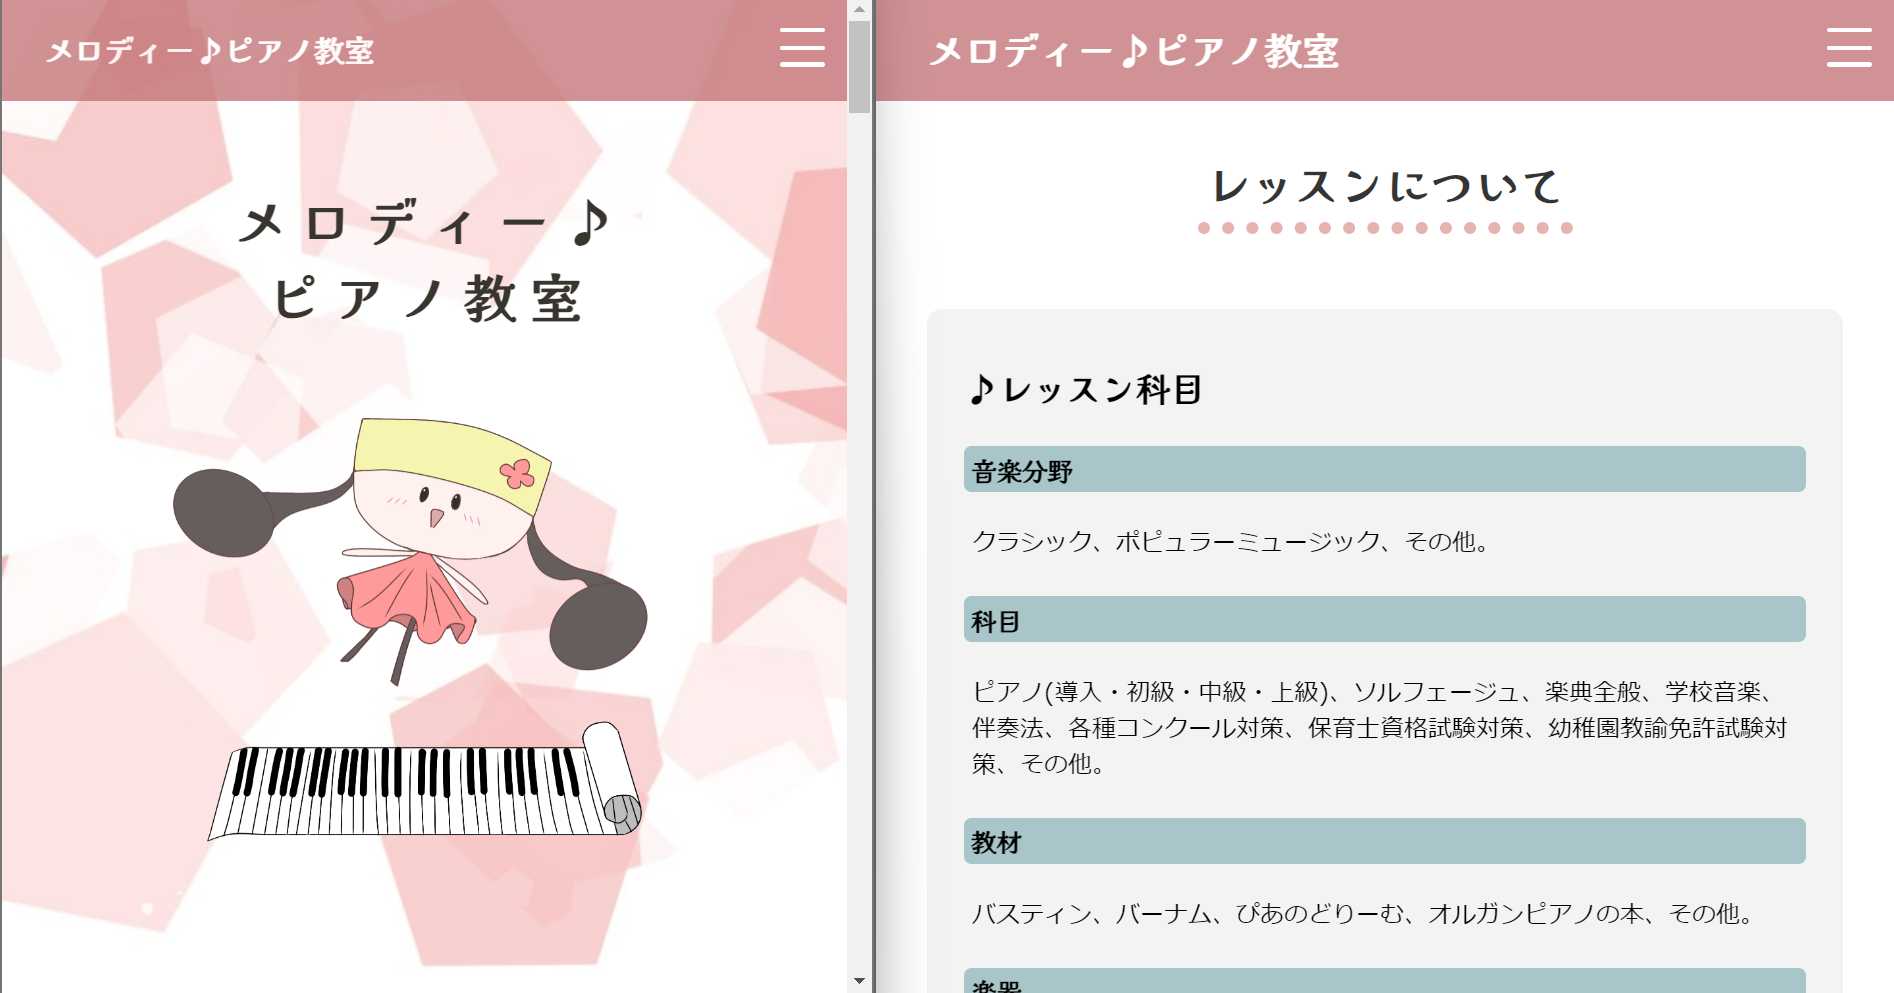 メロディー♪ピアノ教室
メロディー♪
ピアノ教室
メロディー♪ピアノ教室
レッスンについて
♪レッスン科目
音楽分野
クラシック、ポピュラーミュージック、その他。
科目
ピアノ(導入・初級・中級・上級)、ソルフェージュ、楽典全般、学校音楽、
伴奏法、各種コンクール対策、保育士資格試験対策、幼稚園教諭免許試験対
策、その他。
教材
バスティン、バーナム、ぴあのどりーむ、オルガンピアノの本、その他。
楽器